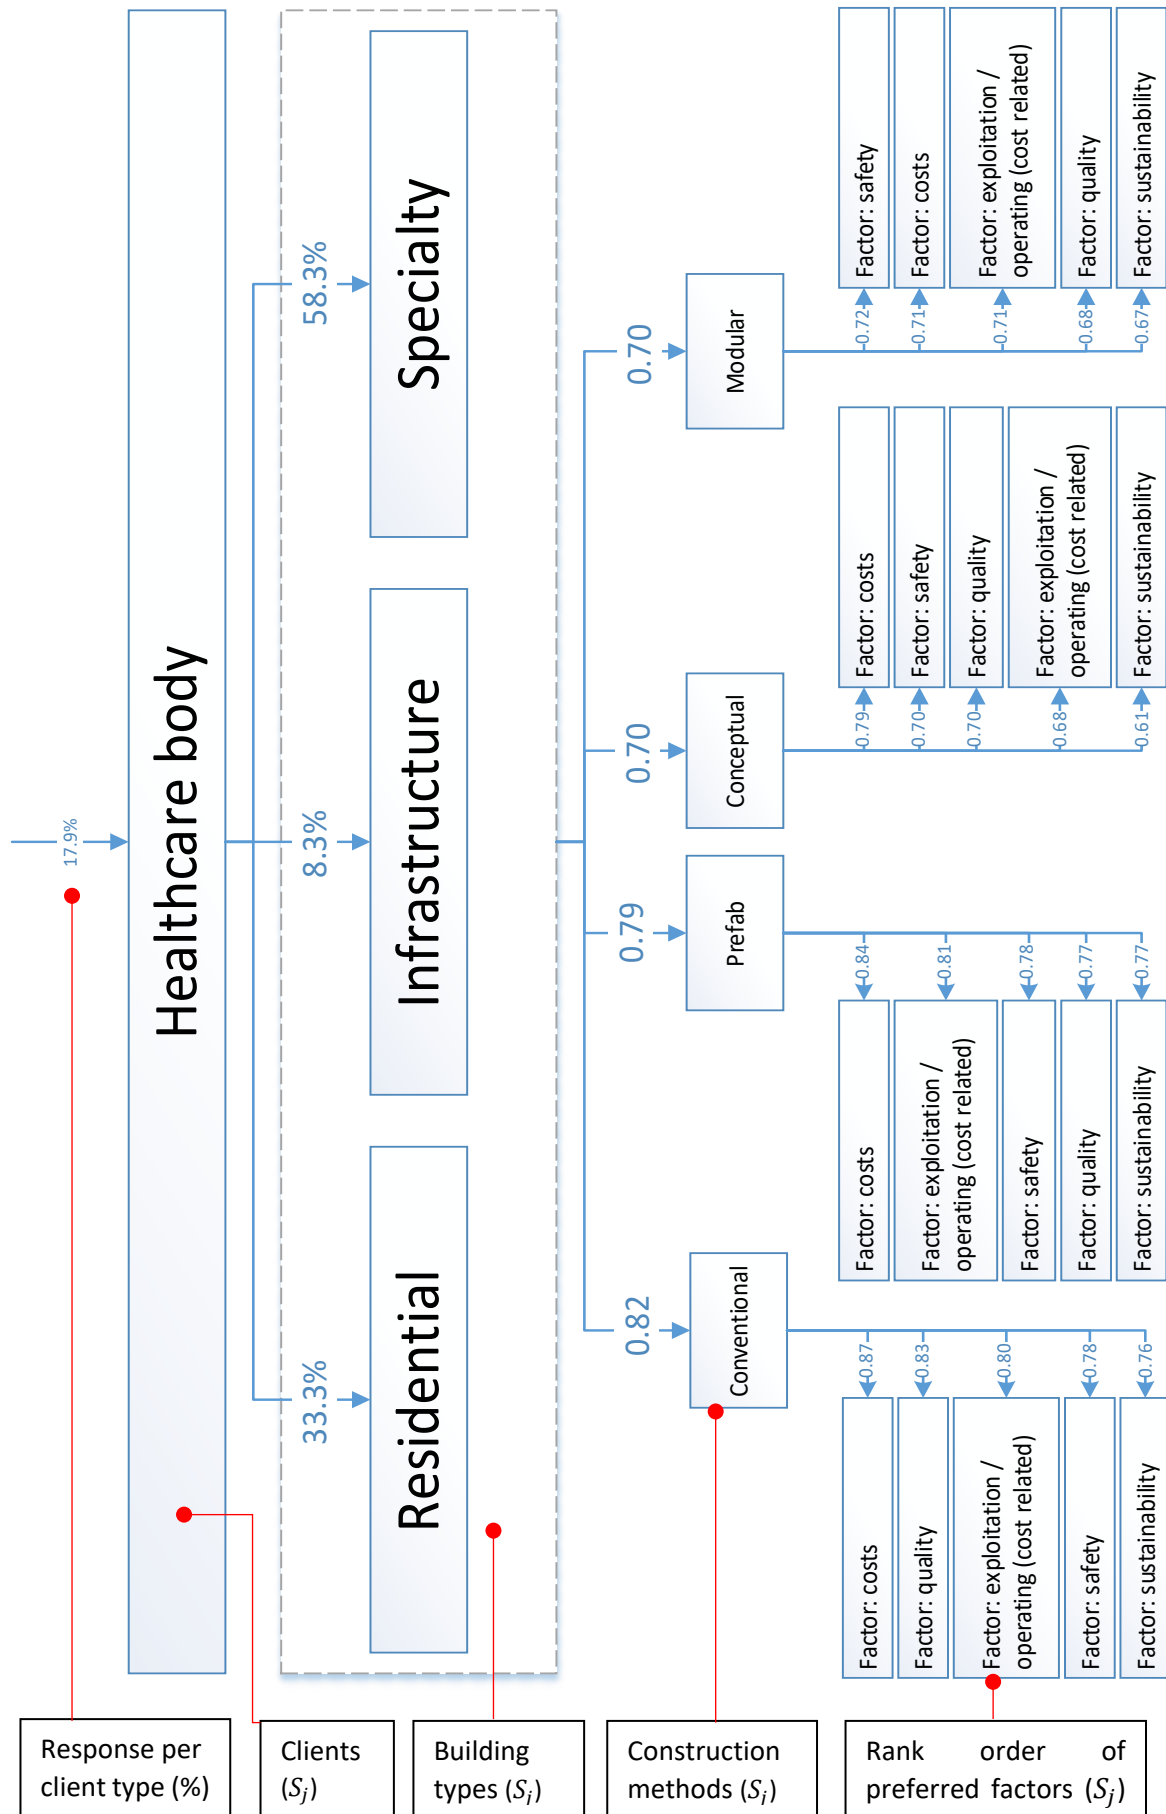 17.9%
Healthcare body
33.3%
8.3%
58.3%
Residential
Infrastructure
Specialty
0.82
0.79
0.70
0.70
Conventional
Prefab
Conceptual
Modular
0.87
Factor: costs
0.83
Factor: quality
0.80
Factor: exploitation /
operating (cost related)
0.78
Factor: safety
0.76
Factor: sustainability
0.84
Factor: costs
0.81
Factor: exploitation /
operating (cost related)
0.78
Factor: safety
0.77
Factor: quality
0.77
Factor: sustainability
0.79
Factor: costs
0.70
Factor: safety
0.70
Factor: quality
0.68
Factor: exploitation /
operating (cost related)
0.61
Factor: sustainability
0.72
Factor: safety
0.71
Factor: costs
0.71
Factor: exploitation /
operating (cost related)
0.68
Factor: quality
0.67
Factor: sustainability
Response per
client type (%)
Clients
(S_j)
Building
types (S_i)
Construction
methods (S_i)
Rank order of
preferred factors (S_j)